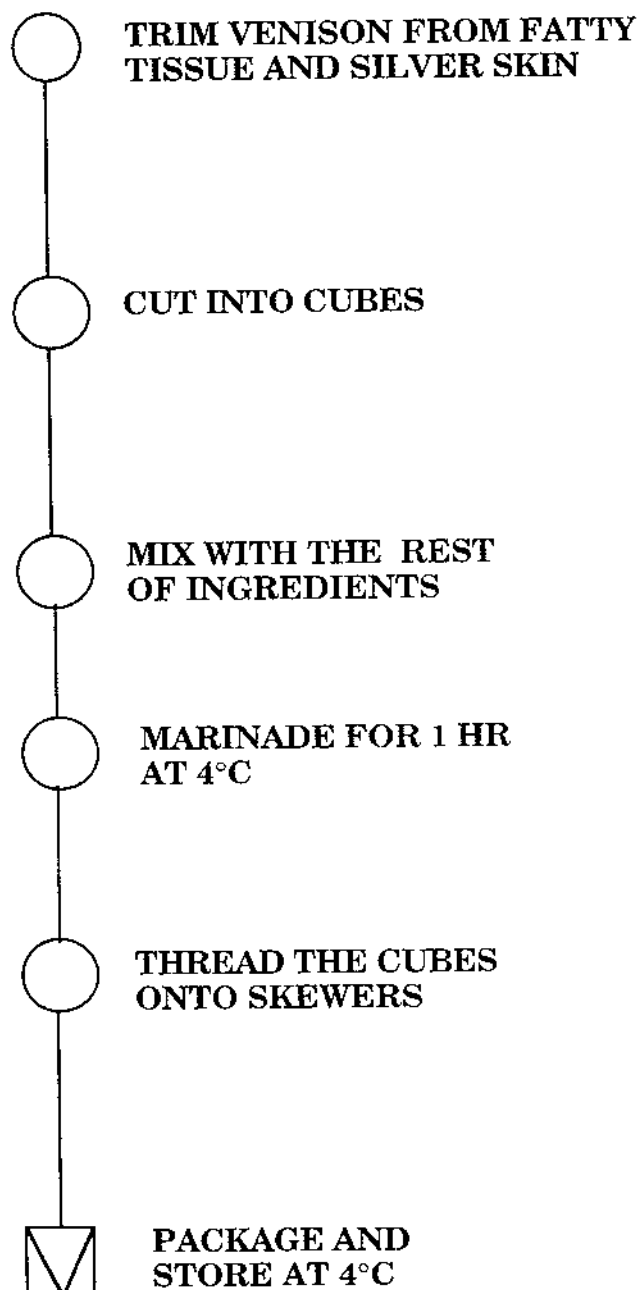 TRIM VENISON FROM FATTY
TISSUE AND SILVER SKIN
CUT INTO CUBES
MIX WITH THE REST
OF INGREDIENTS
MARINADE FOR 1 HR
AT 4°C
THREAD THE CUBES
ONTO SKEWERS
PACKAGE AND
STORE AT 4°C